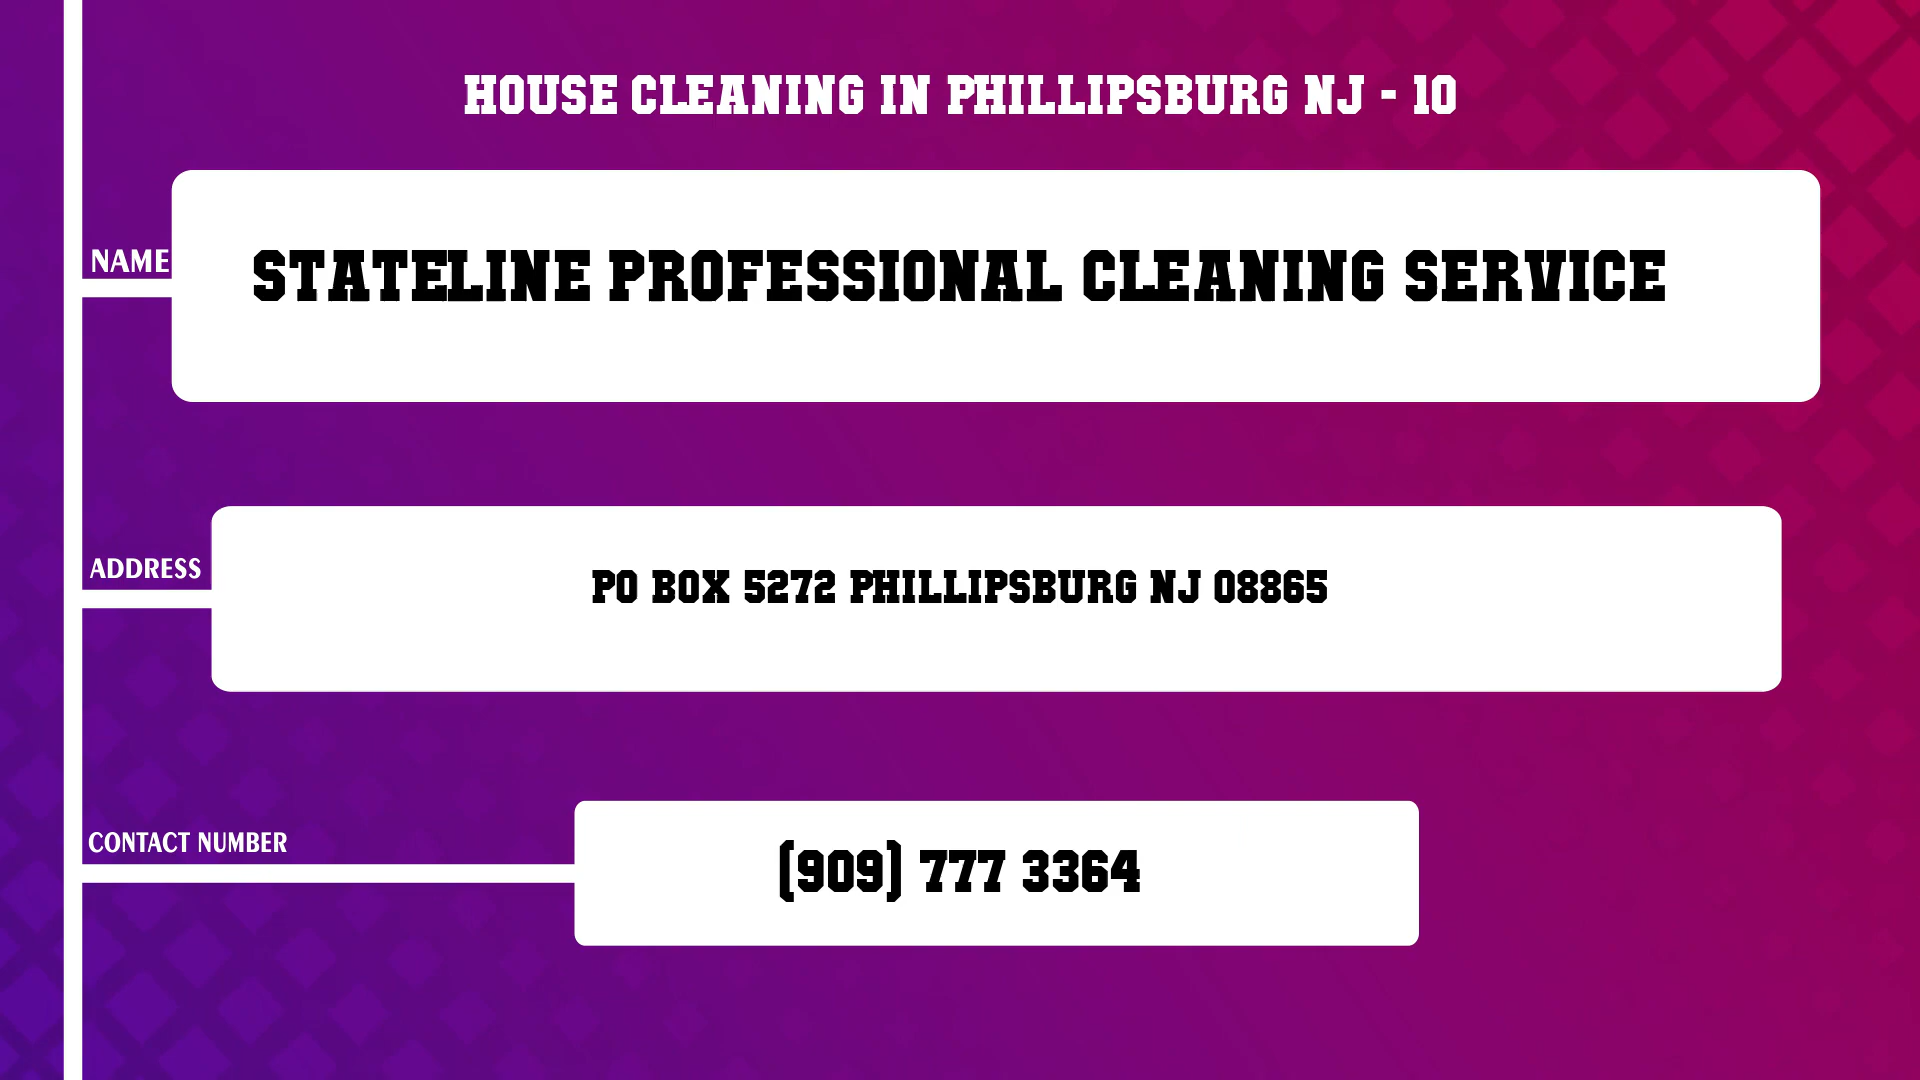 HOUSE CLEANING IN PHILLIPSBURG NJ - 10
NAME
STATELINE PROFESSIONAL CLEANING SERVICE
ADDRESS
PO BOX 5272 PHILLIPSBURG NJ 08865
CONTACT NUMBER
(909) 777 3364